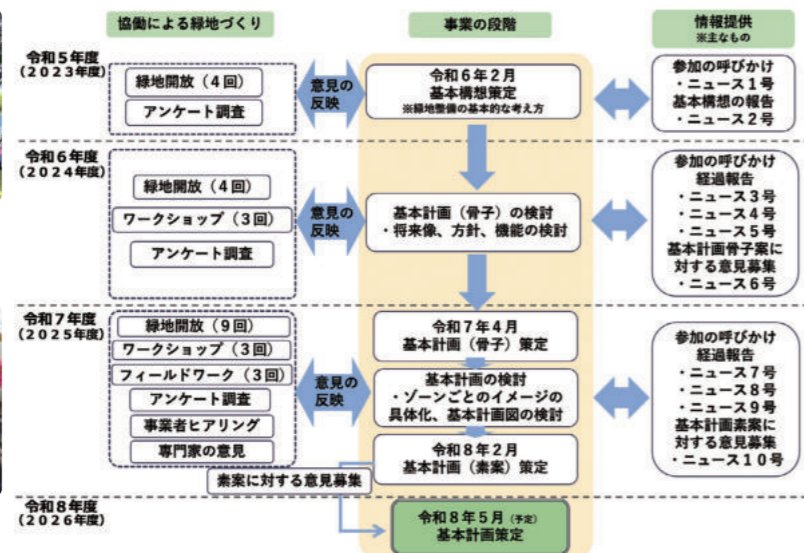 協働による緑地づくり
事業の段階
情報提供
※主なもの
令和5年度
(2023年度)
緑地開放(4回)
アンケート調査
意見の
反映
令和6年2月
基本構想策定
※緑地整備の基本的な考え方
参加の呼びかけ
・ニュース1号
基本構想の報告
・ニュース2号
令和6年度
(2024年度)
緑地開放(4回)
ワークショップ(3回)
アンケート調査
意見の
反映
基本計画(骨子)の検討
・将来像、方針、機能の検討
参加の呼びかけ
経過報告
・ニュース3号
・ニュース4号
・ニュース5号
基本計画骨子案に
対する意見募集
・ニュース6号
令和7年度
(2025年度)
緑地開放(9回)
ワークショップ(3回)
フィールドワーク(3回)
アンケート調査
事業者ヒアリング
専門家の意見
意見の
反映
令和7年4月
基本計画(骨子)策定
基本計画の検討
・ゾーンごとのイメージの
具体化、基本計画図の検討
令和8年2月
基本計画(素案)策定
参加の呼びかけ
経過報告
・ニュース7号
・ニュース8号
・ニュース9号
基本計画素案に
対する意見募集
・ニュース10号
素案に対する意見募集
令和8年度
(2026年度)
令和8年5月(予定)
基本計画策定